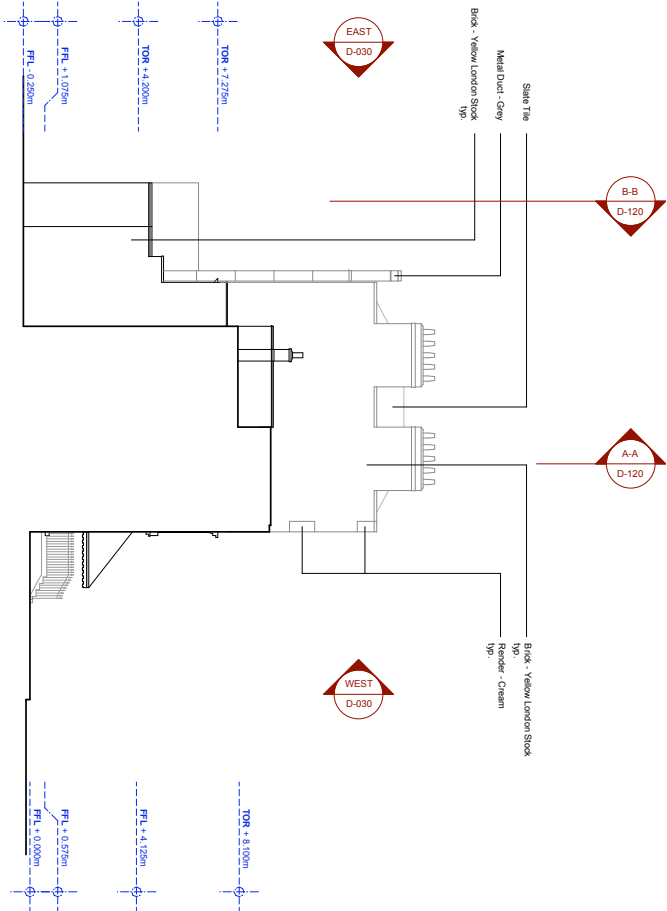 EAST
D-030
B-B
D-120
A-A
D-120
WEST
D-030
Slate Tile
Metal Duct - Grey
Brick - Yellow London Stock
typ.
Brick - Yellow London Stock
typ.
Render - Cream
typ.
TOR + 7.275m
TOR + 4.200m
FFL + 1.075m
FFL - 0.250m
TOR + 8.100m
FFL + 4.125m
FFL + 0.575m
FFL + 0.000m